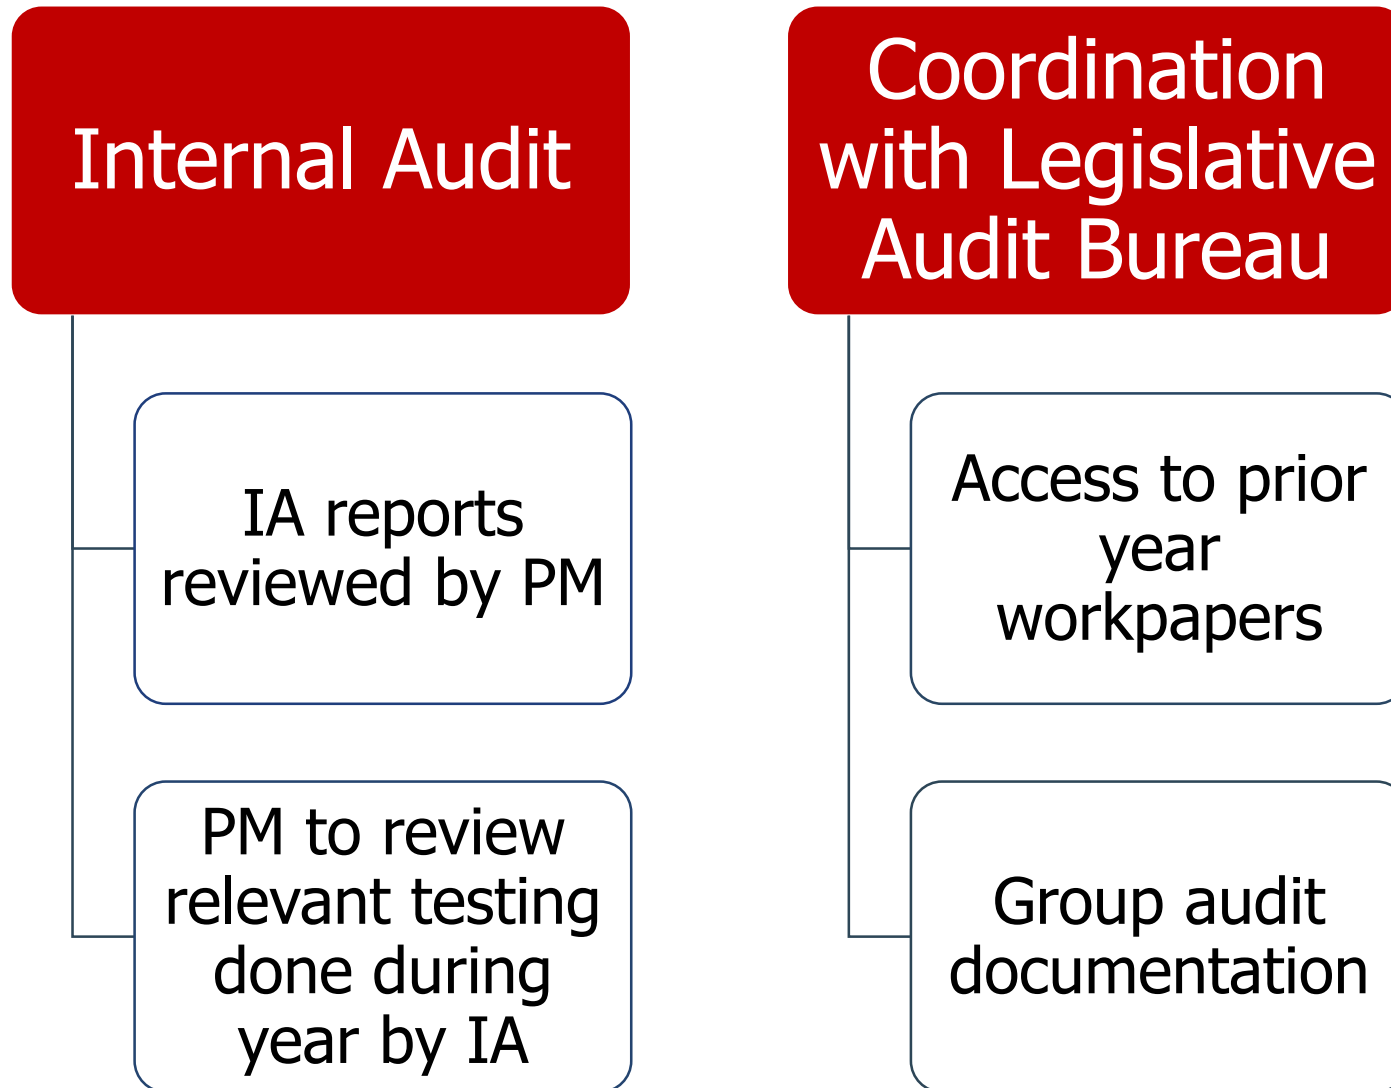 Internal Audit
IA reports
reviewed by PM
PM to review
relevant testing
done during
year by IA
Coordination
with Legislative
Audit Bureau
Access to prior
year
workpapers
Group audit
documentation